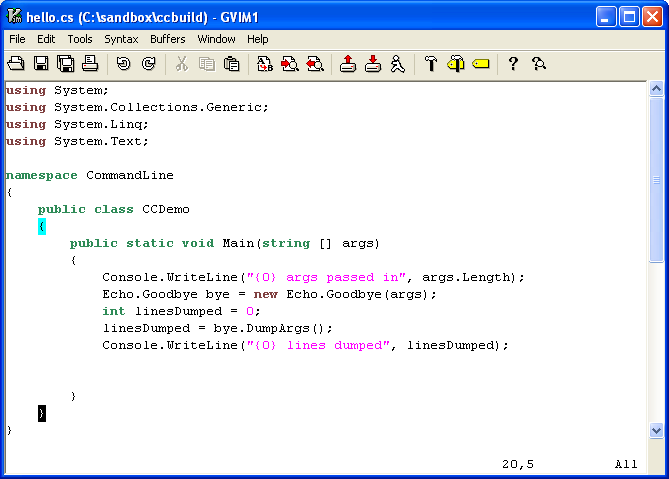 hello.cs (C:\sandbox\ccbuild) - GVIM1
File Edit Tools Syntax Buffers Window Help
using System;
using System.Collections.Generic;
using System.Linq;
using System.Text;

namespace CommandLine
{
    public class CCDemo
    {
        public static void Main(string [] args)
        {
            Console.WriteLine("{0} args passed in", args.Length);
            Echo.Goodbye bye = new Echo.Goodbye(args);
            int linesDumped = 0;
            linesDumped = bye.DumpArgs();
            Console.WriteLine("{0} lines dumped", linesDumped);


        }
    }
}
20,5 All